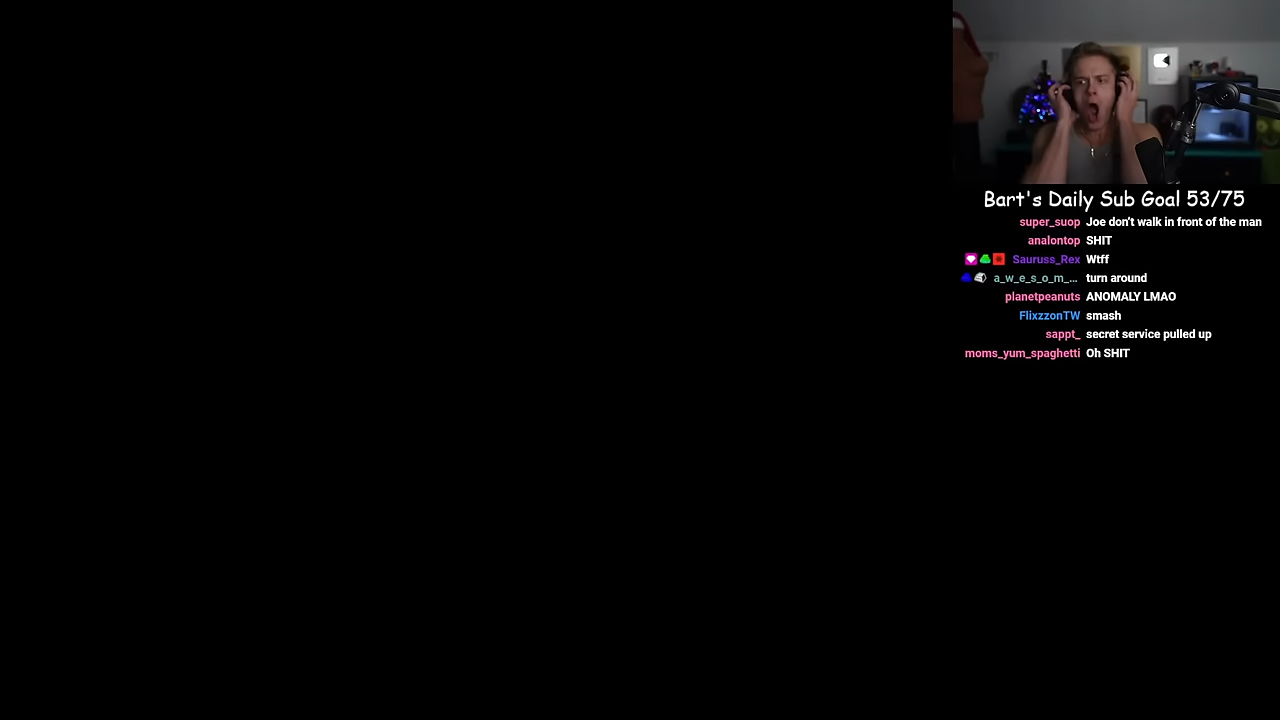 Bart's Daily Sub Goal 53/75
super_suop Joe don't walk in front of the man
analontop SHIT
Sauruss_Rex Wtff
a_w_e_s_o_m_... turn around
planetpeanuts ANOMALY LMAO
FlixzzonTW smash
sappt_ secret service pulled up
moms_yum_spaghetti Oh SHIT